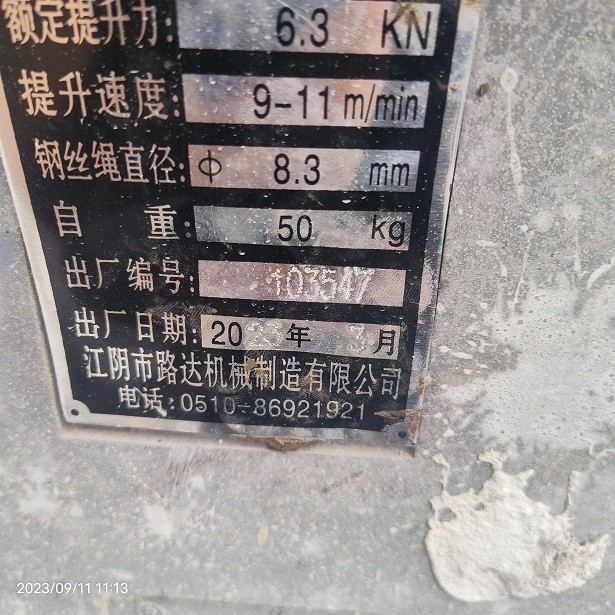 额定提升力: 6.3 KN
提升速度: 9-11 m/min
钢丝绳直径: Φ 8.3 mm
自 重: 50 kg
出厂编号: 103547
出厂日期: 2023年 3月
江阴市路达机械制造有限公司
电话: 0510-86921921
2023/09/11 11:13